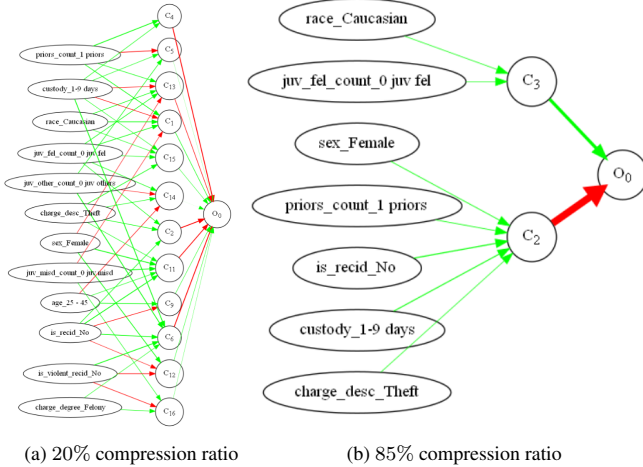 priors_count_1 priors
custody_1-9 days
race_Caucasian
juv_fel_count_0 juv fel
juv_other_count_0 juv others
charge_desc_Theft
sex_Female
juv_misd_count_0 juv misd
age_25 - 45
is_recid_No
is_violent_recid_No
charge_degree_Felony
C4
C5
C13
C1
C15
C14
C2
C11
C9
C6
C12
C16
O0
(a) 20% compression ratio
race_Caucasian
juv_fel_count_0 juv fel
sex_Female
priors_count_1 priors
is_recid_No
custody_1-9 days
charge_desc_Theft
C3
C2
O0
(b) 85% compression ratio